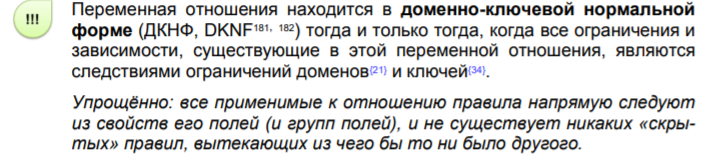 !!!
Переменная отношения находится в доменно-ключевой нормальной
форме (ДКНФ, DKNF181, 182) тогда и только тогда, когда все ограничения и
зависимости, существующие в этой переменной отношения, являются
следствиями ограничений доменов{21} и ключей{34}.
Упрощённо: все применимые к отношению правила напрямую следуют
из свойств его полей (и групп полей), и не существует никаких «скры-
тых» правил, вытекающих из чего бы то ни было другого.